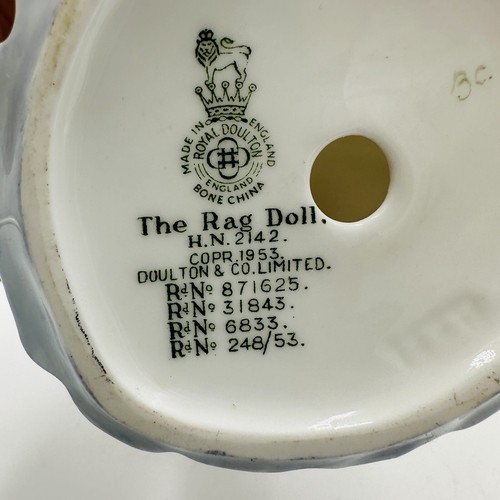 MADE IN ENGLAND
ROYAL DOULTON
ENGLAND
BONE CHINA
The Rag Doll.
H.N. 2142.
COPR. 1953.
DOULTON & CO. LIMITED.
Rd No 871625.
Rd No 31843.
Rd No 6833.
Rd No 248/53.
BC.